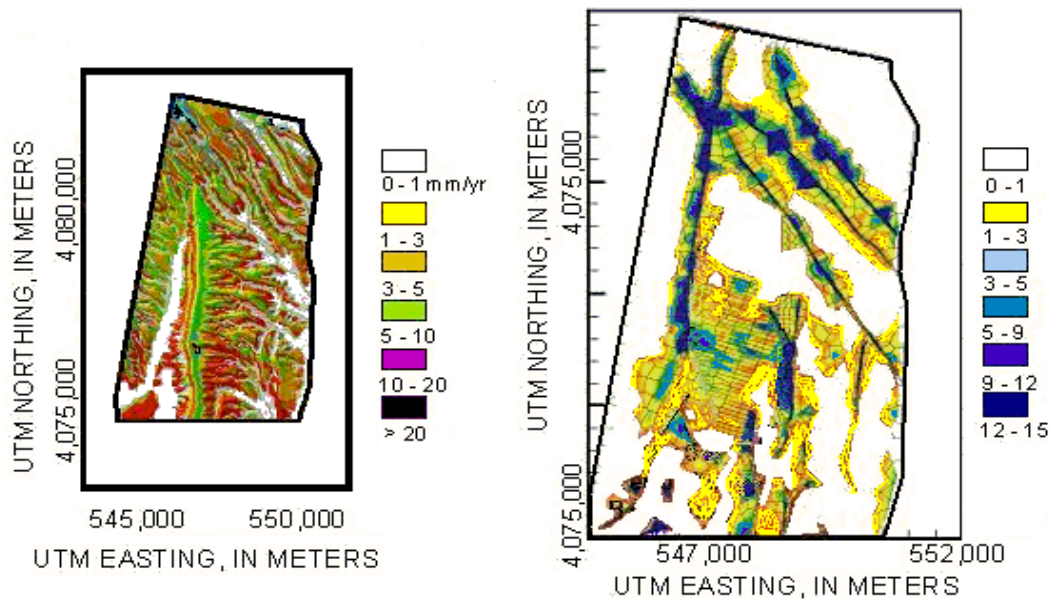 UTM NORTHING, IN METERS
4,080,000
4,075,000
545,000
550,000
UTM EASTING, IN METERS
0 - 1 mm/yr
1 - 3
3 - 5
5 - 10
10 - 20
> 20
UTM NORTHING, IN METERS
4,075,000
4,075,000
547,000
552,000
UTM EASTING, IN METERS
0 - 1
1 - 3
3 - 5
5 - 9
9 - 12
12 - 15